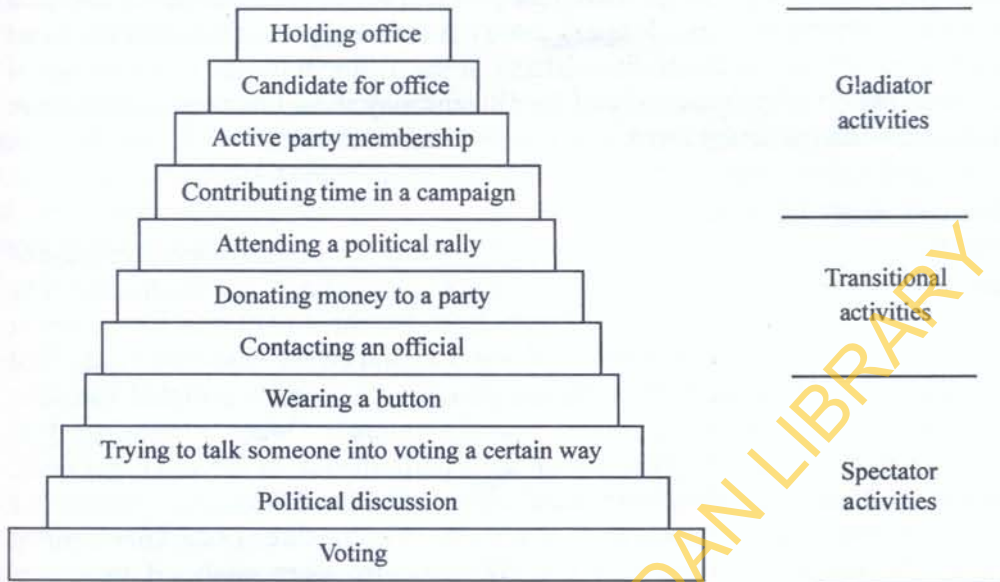 Holding office
Candidate for office
Active party membership
Contributing time in a campaign
Attending a political rally
Donating money to a party
Contacting an official
Wearing a button
Trying to talk someone into voting a certain way
Political discussion
Voting
Gladiator
activities
Transitional
activities
Spectator
activities
DAN LIBRARY